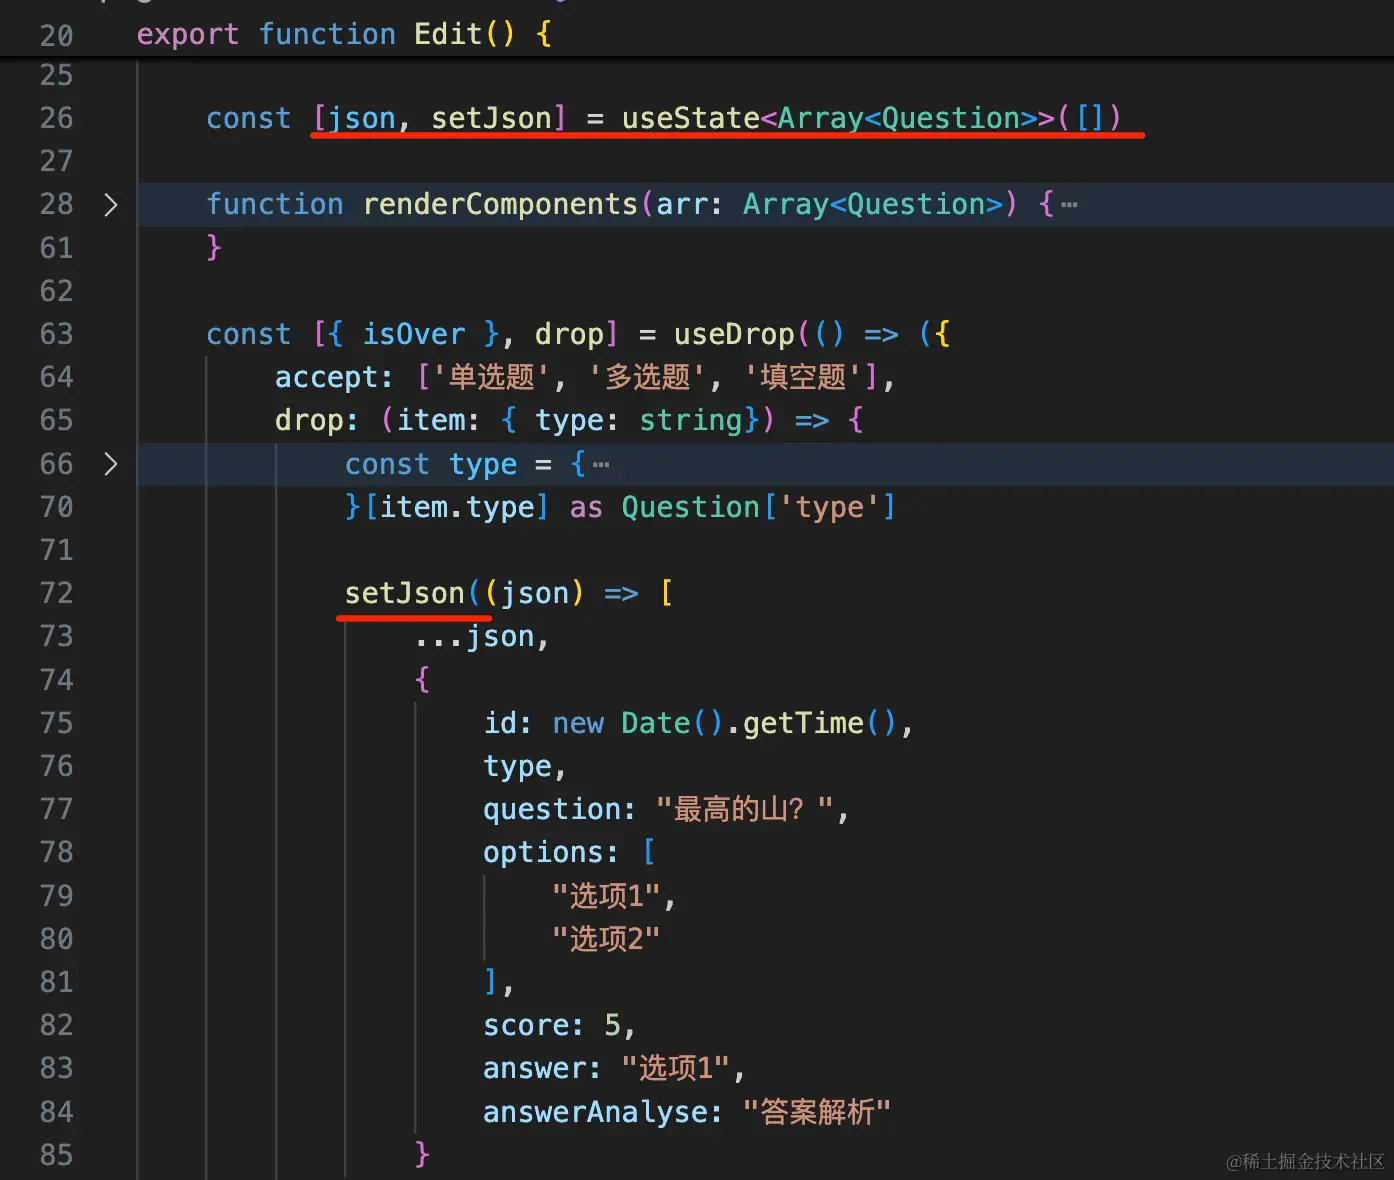 20 export function Edit() {
25
26 const [json, setJson] = useState<Array<Question>>([])
27
28 function renderComponents(arr: Array<Question>) {…
61 }
62
63 const [{ isOver }, drop] = useDrop(() => ({
64 accept: ['单选题', '多选题', '填空题'],
65 drop: (item: { type: string}) => {
66 const type = {…
70 }[item.type] as Question['type']
71
72 setJson((json) => [
73 ...json,
74 {
75 id: new Date().getTime(),
76 type,
77 question: "最高的山？",
78 options: [
79 "选项1",
80 "选项2"
81 ],
82 score: 5,
83 answer: "选项1",
84 answerAnalyse: "答案解析"
85 }
@稀土掘金技术社区